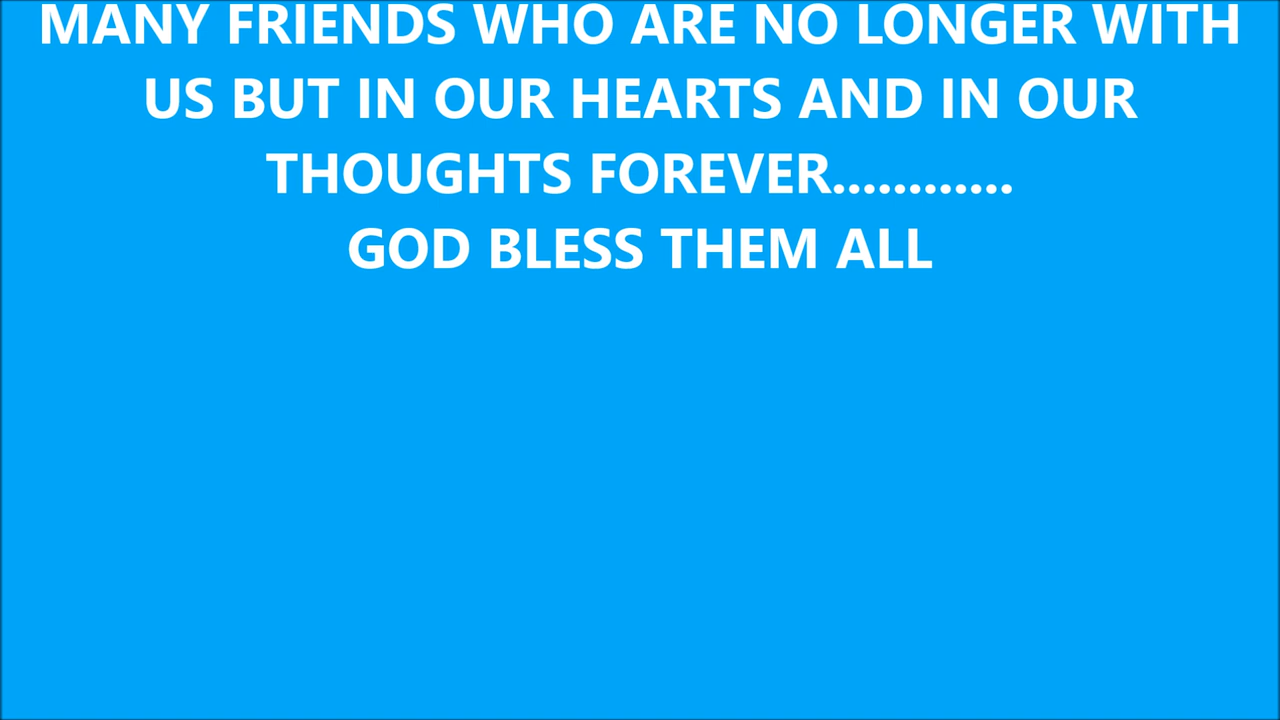 MANY FRIENDS WHO ARE NO LONGER WITH
US BUT IN OUR HEARTS AND IN OUR
THOUGHTS FOREVER............
GOD BLESS THEM ALL